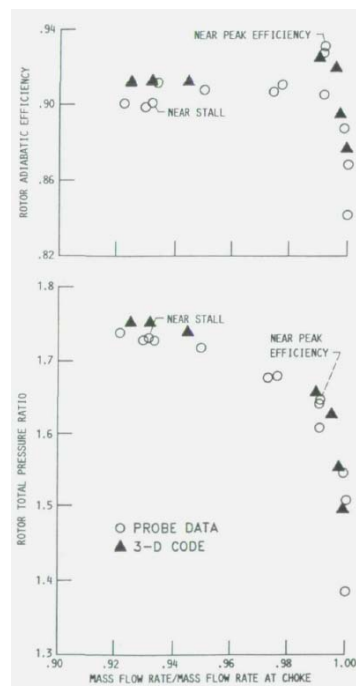 .94
NEAR PEAK EFFICIENCY
.90
NEAR STALL
.86
.82
ROTOR ADIABATIC EFFICIENCY
1.8
NEAR STALL
1.7
NEAR PEAK
EFFICIENCY
1.6
1.5
PROBE DATA
3-D CODE
1.4
1.3
ROTOR TOTAL PRESSURE RATIO
.90 .92 .94 .96 .98 1.00
MASS FLOW RATE/MASS FLOW RATE AT CHOKE